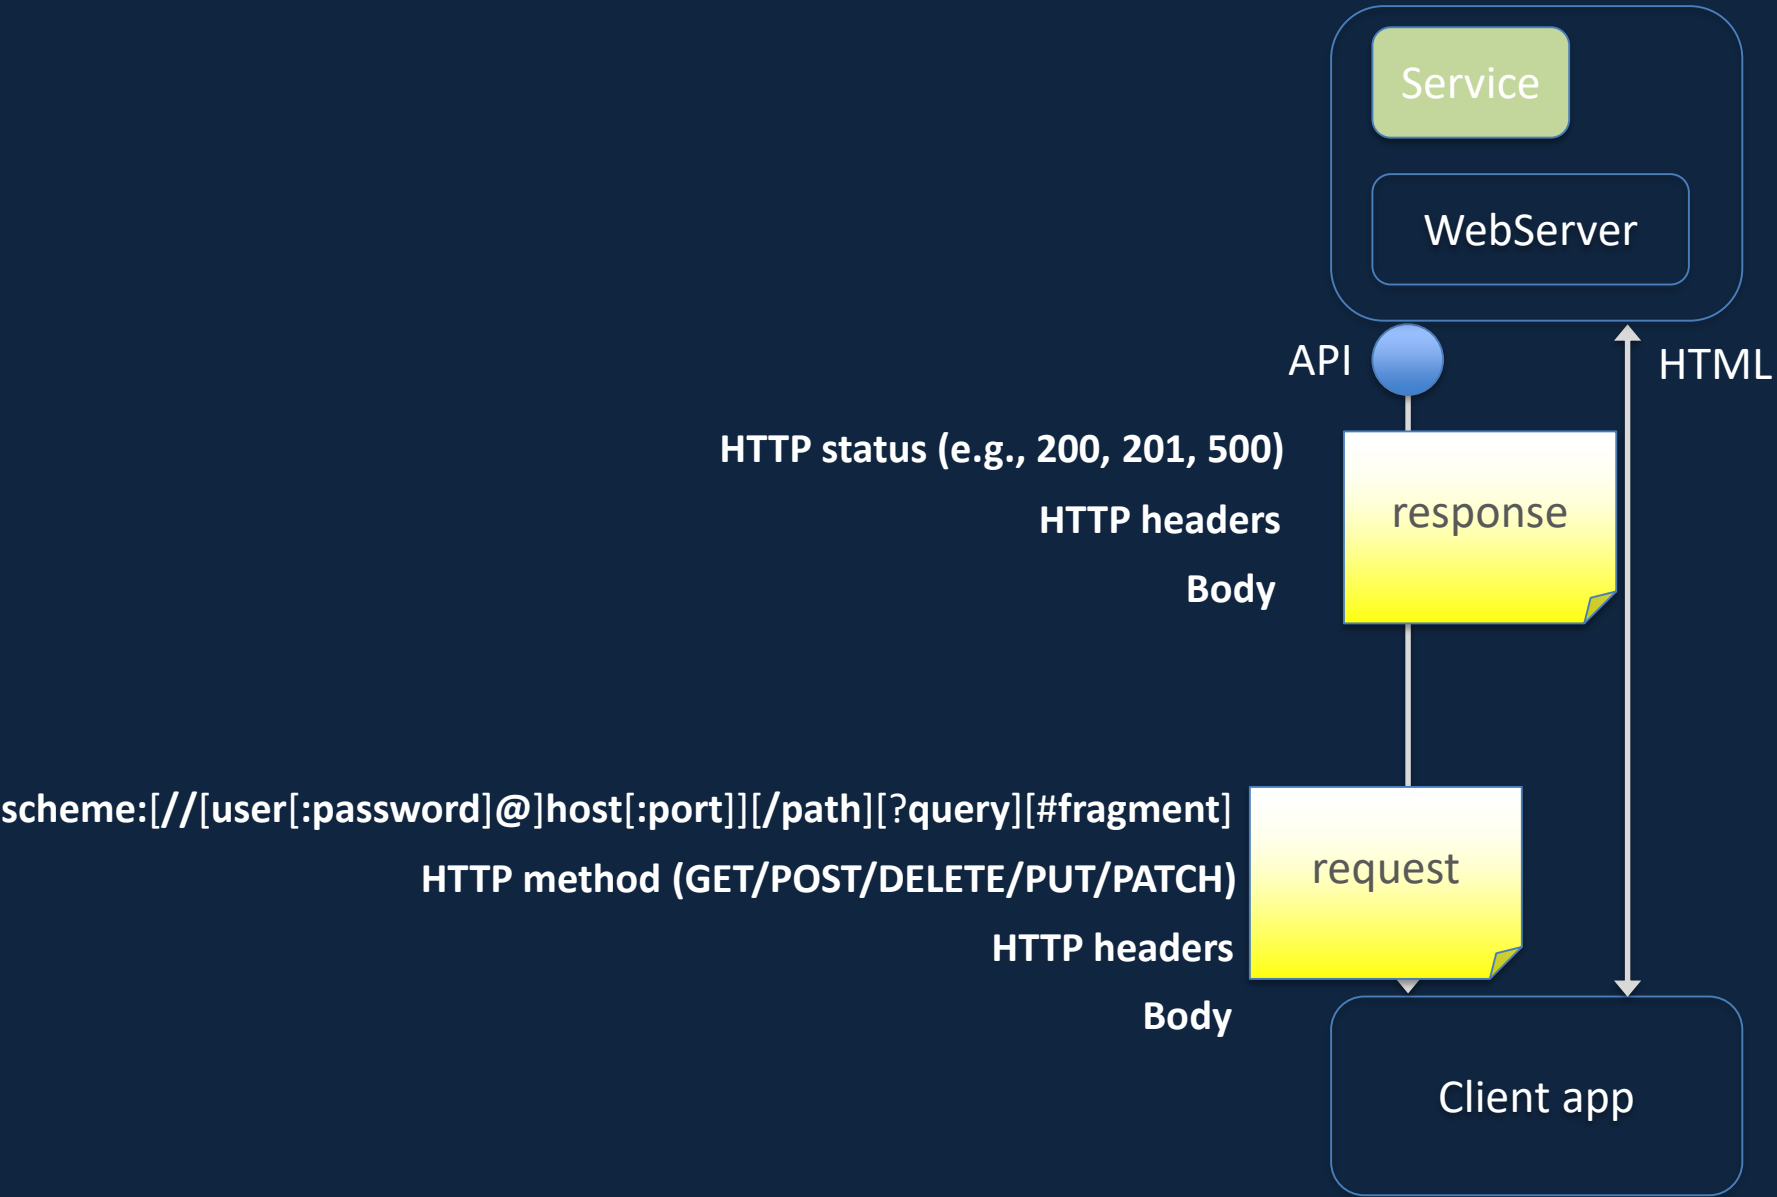 Service
WebServer
API
HTML
HTTP status (e.g., 200, 201, 500)
HTTP headers
Body
response
scheme:[//[user[:password]@]host[:port]][/path][?query][#fragment]
HTTP method (GET/POST/DELETE/PUT/PATCH)
HTTP headers
Body
request
Client app